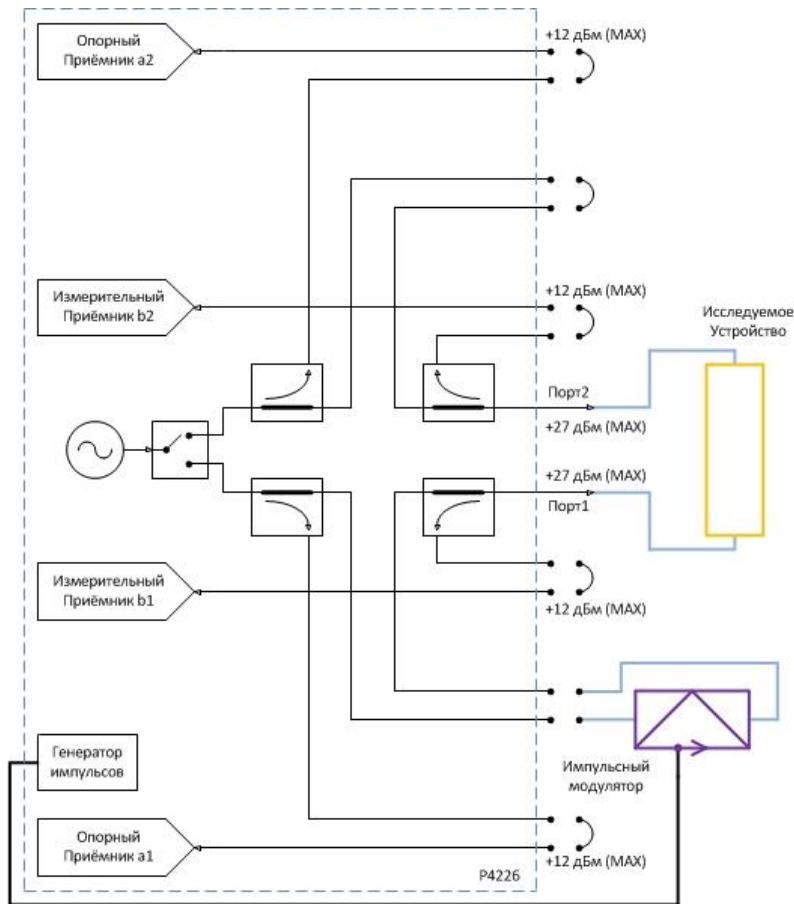 Опорный
Приёмник a2
+12 дБм (MAX)
Измерительный
Приёмник b2
+12 дБм (MAX)
Исследуемое
Устройство
Порт2
+27 дБм (MAX)
+27 дБм (MAX)
Порт1
Измерительный
Приёмник b1
+12 дБм (MAX)
Генератор
импульсов
Импульсный
модулятор
Опорный
Приёмник a1
+12 дБм (MAX)
P4226